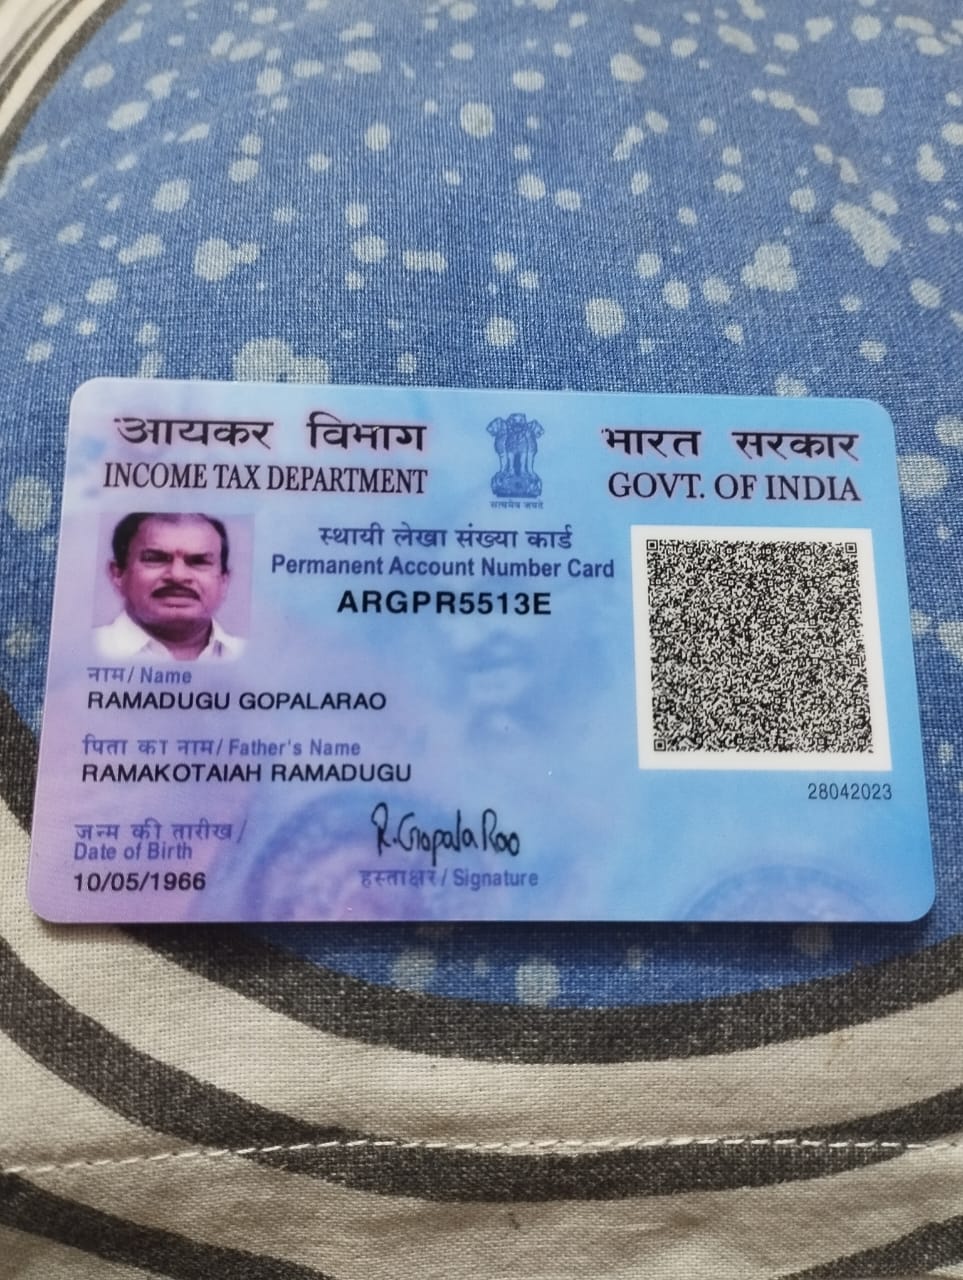 आयकर विभाग
INCOME TAX DEPARTMENT
सत्यमेव जयते
भारत सरकार
GOVT. OF INDIA
स्थायी लेखा संख्या कार्ड
Permanent Account Number Card
ARGPR5513E
नाम / Name
RAMADUGU GOPALARAO
पिता का नाम / Father's Name
RAMAKOTAIAH RAMADUGU
28042023
जन्म की तारीख /
Date of Birth
10/05/1966
R.Gopala Rao
हस्ताक्षर / Signature